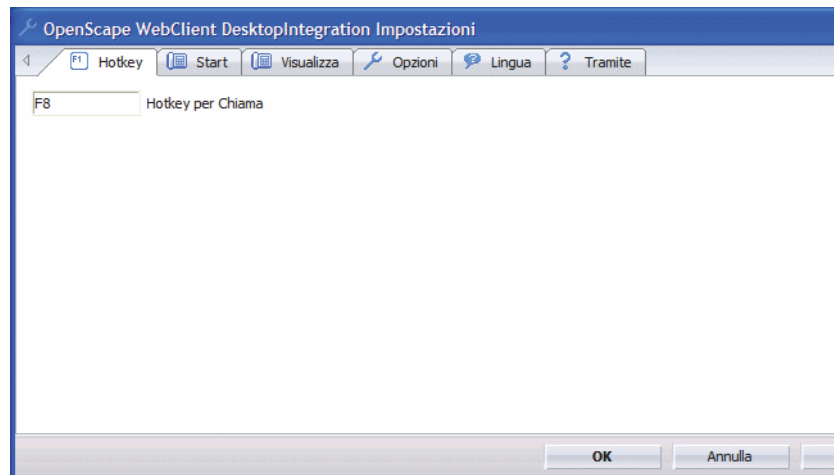 OpenScape WebClient DesktopIntegration Impostazioni
F1 Hotkey Start Visualizza Opzioni Lingua ? Tramite
F8 Hotkey per Chiama
OK Annulla